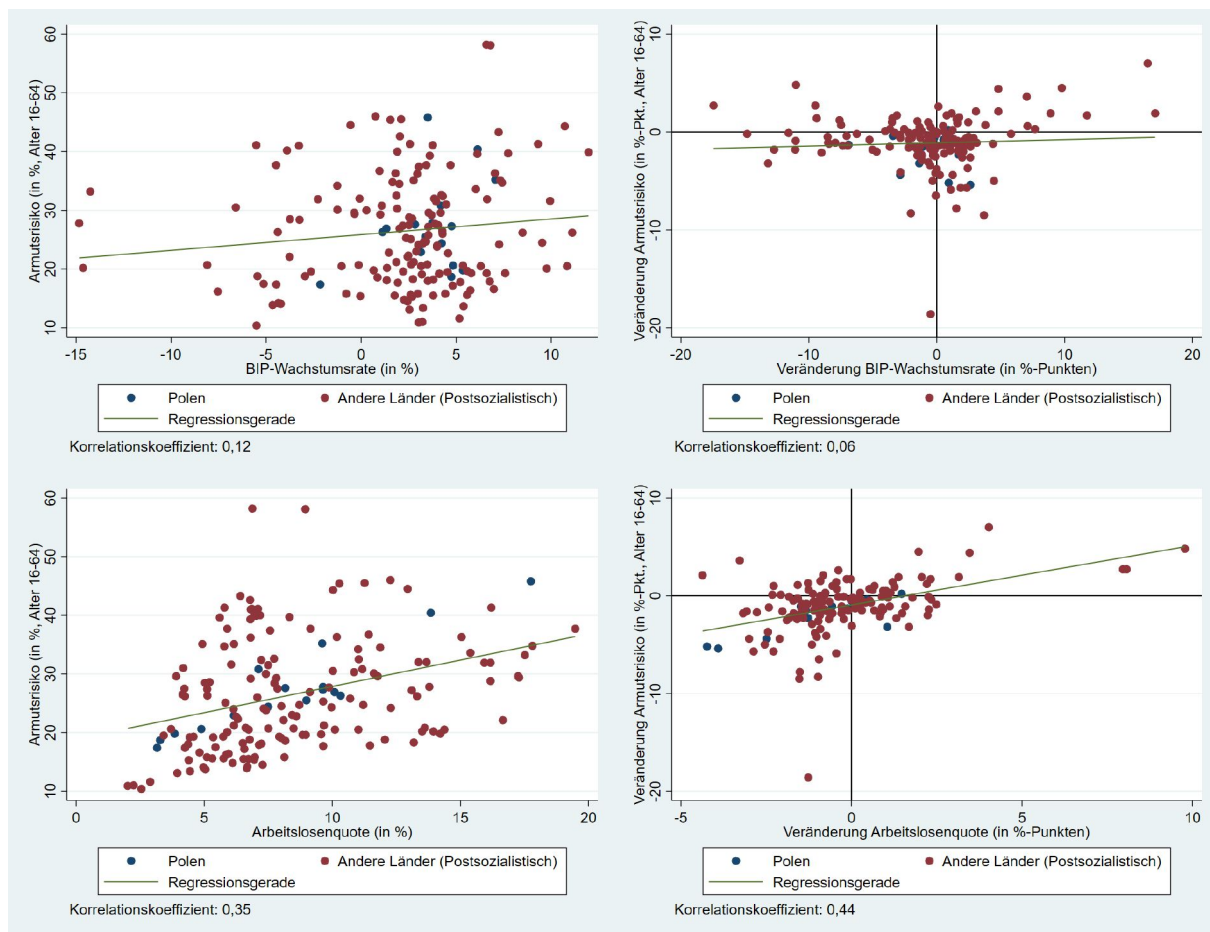 Armutsrisiko (in %, Alter 16-64)
60
50
40
30
20
10
-15 -10 -5 0 5 10
BIP-Wachstumsrate (in %)
Polen Andere Länder (Postsozialistisch)
Regressionsgerade
Korrelationskoeffizient: 0,12
Veränderung Armutsrisiko (in %-Pkt., Alter 16-64)
10
0
-10
-20
-20 -10 0 10 20
Veränderung BIP-Wachstumsrate (in %-Punkten)
Polen Andere Länder (Postsozialistisch)
Regressionsgerade
Korrelationskoeffizient: 0,06
Armutsrisiko (in %, Alter 16-64)
60
50
40
30
20
10
0 5 10 15 20
Arbeitslosenquote (in %)
Polen Andere Länder (Postsozialistisch)
Regressionsgerade
Korrelationskoeffizient: 0,35
Veränderung Armutsrisiko (in %-Pkt., Alter 16-64)
10
0
-10
-20
-5 0 5 10
Veränderung Arbeitslosenquote (in %-Punkten)
Polen Andere Länder (Postsozialistisch)
Regressionsgerade
Korrelationskoeffizient: 0,44